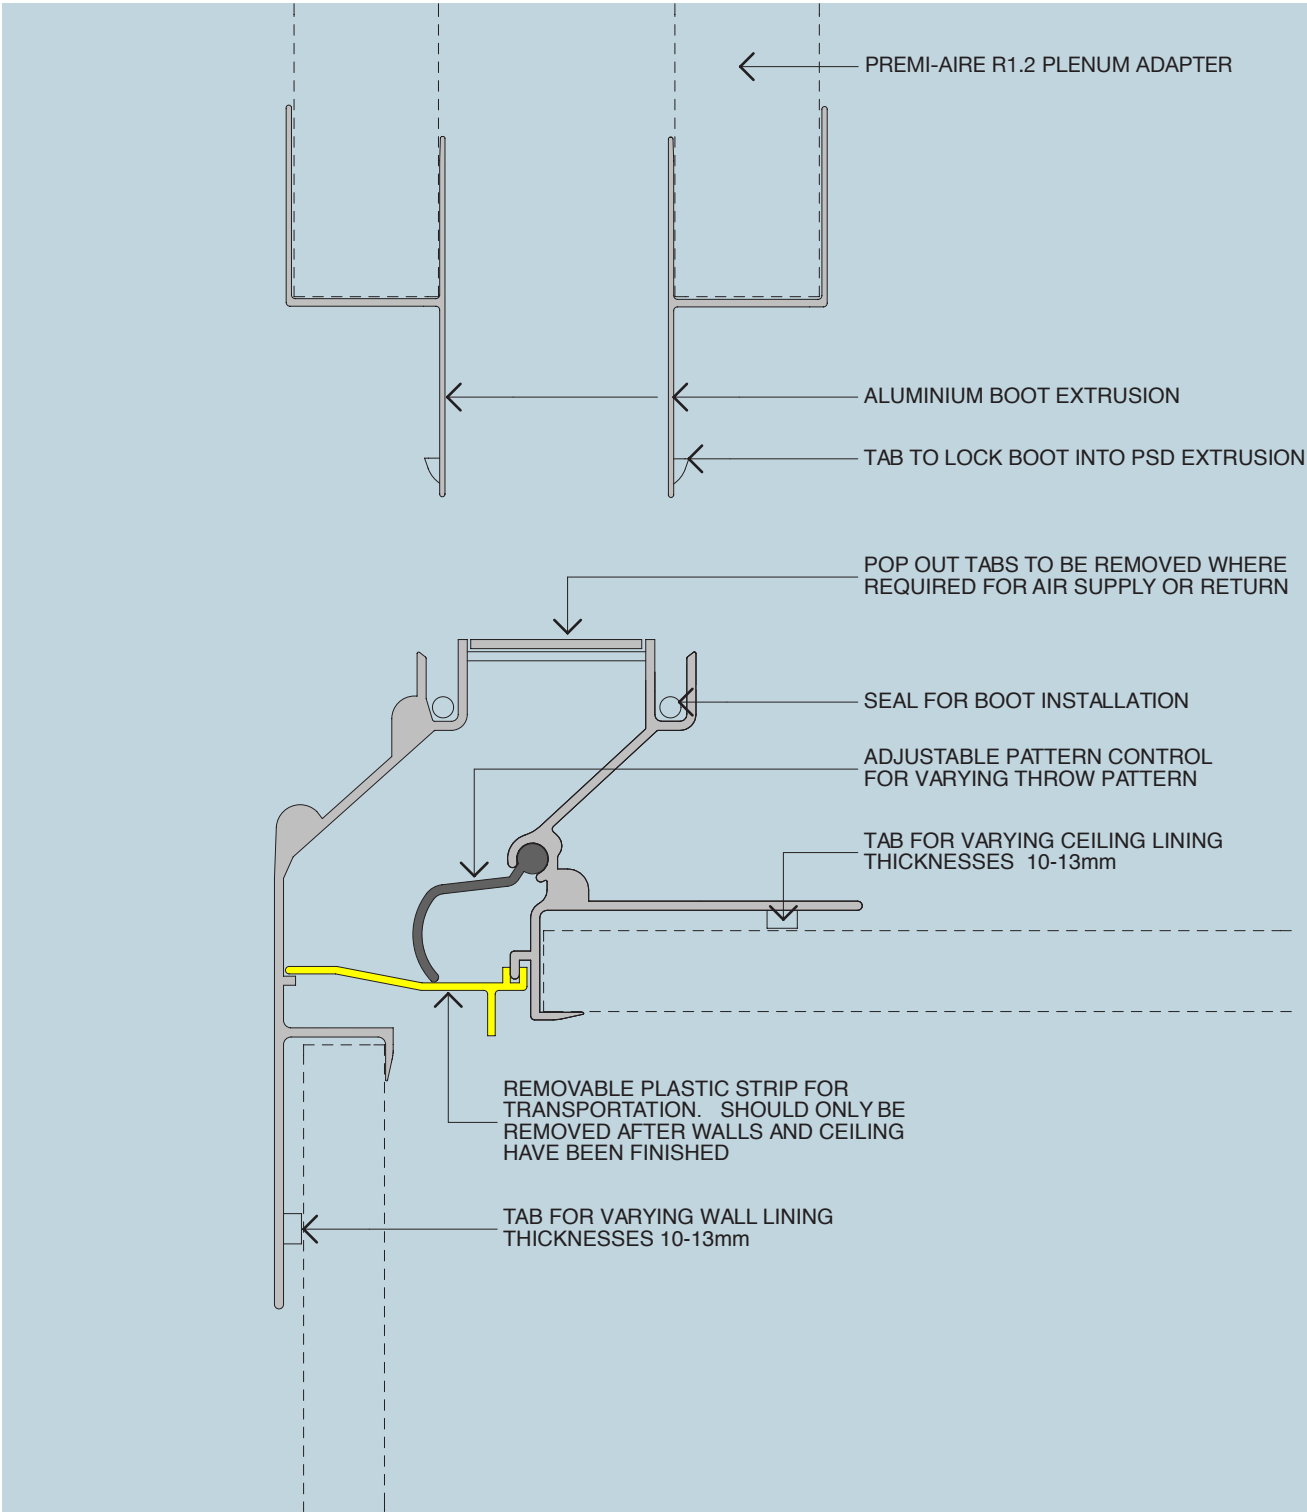 PREMI-AIRE R1.2 PLENUM ADAPTER
ALUMINIUM BOOT EXTRUSION
TAB TO LOCK BOOT INTO PSD EXTRUSION
POP OUT TABS TO BE REMOVED WHERE
REQUIRED FOR AIR SUPPLY OR RETURN
SEAL FOR BOOT INSTALLATION
ADJUSTABLE PATTERN CONTROL
FOR VARYING THROW PATTERN
TAB FOR VARYING CEILING LINING
THICKNESSES 10-13mm
REMOVABLE PLASTIC STRIP FOR
TRANSPORTATION. SHOULD ONLY BE
REMOVED AFTER WALLS AND CEILING
HAVE BEEN FINISHED
TAB FOR VARYING WALL LINING
THICKNESSES 10-13mm